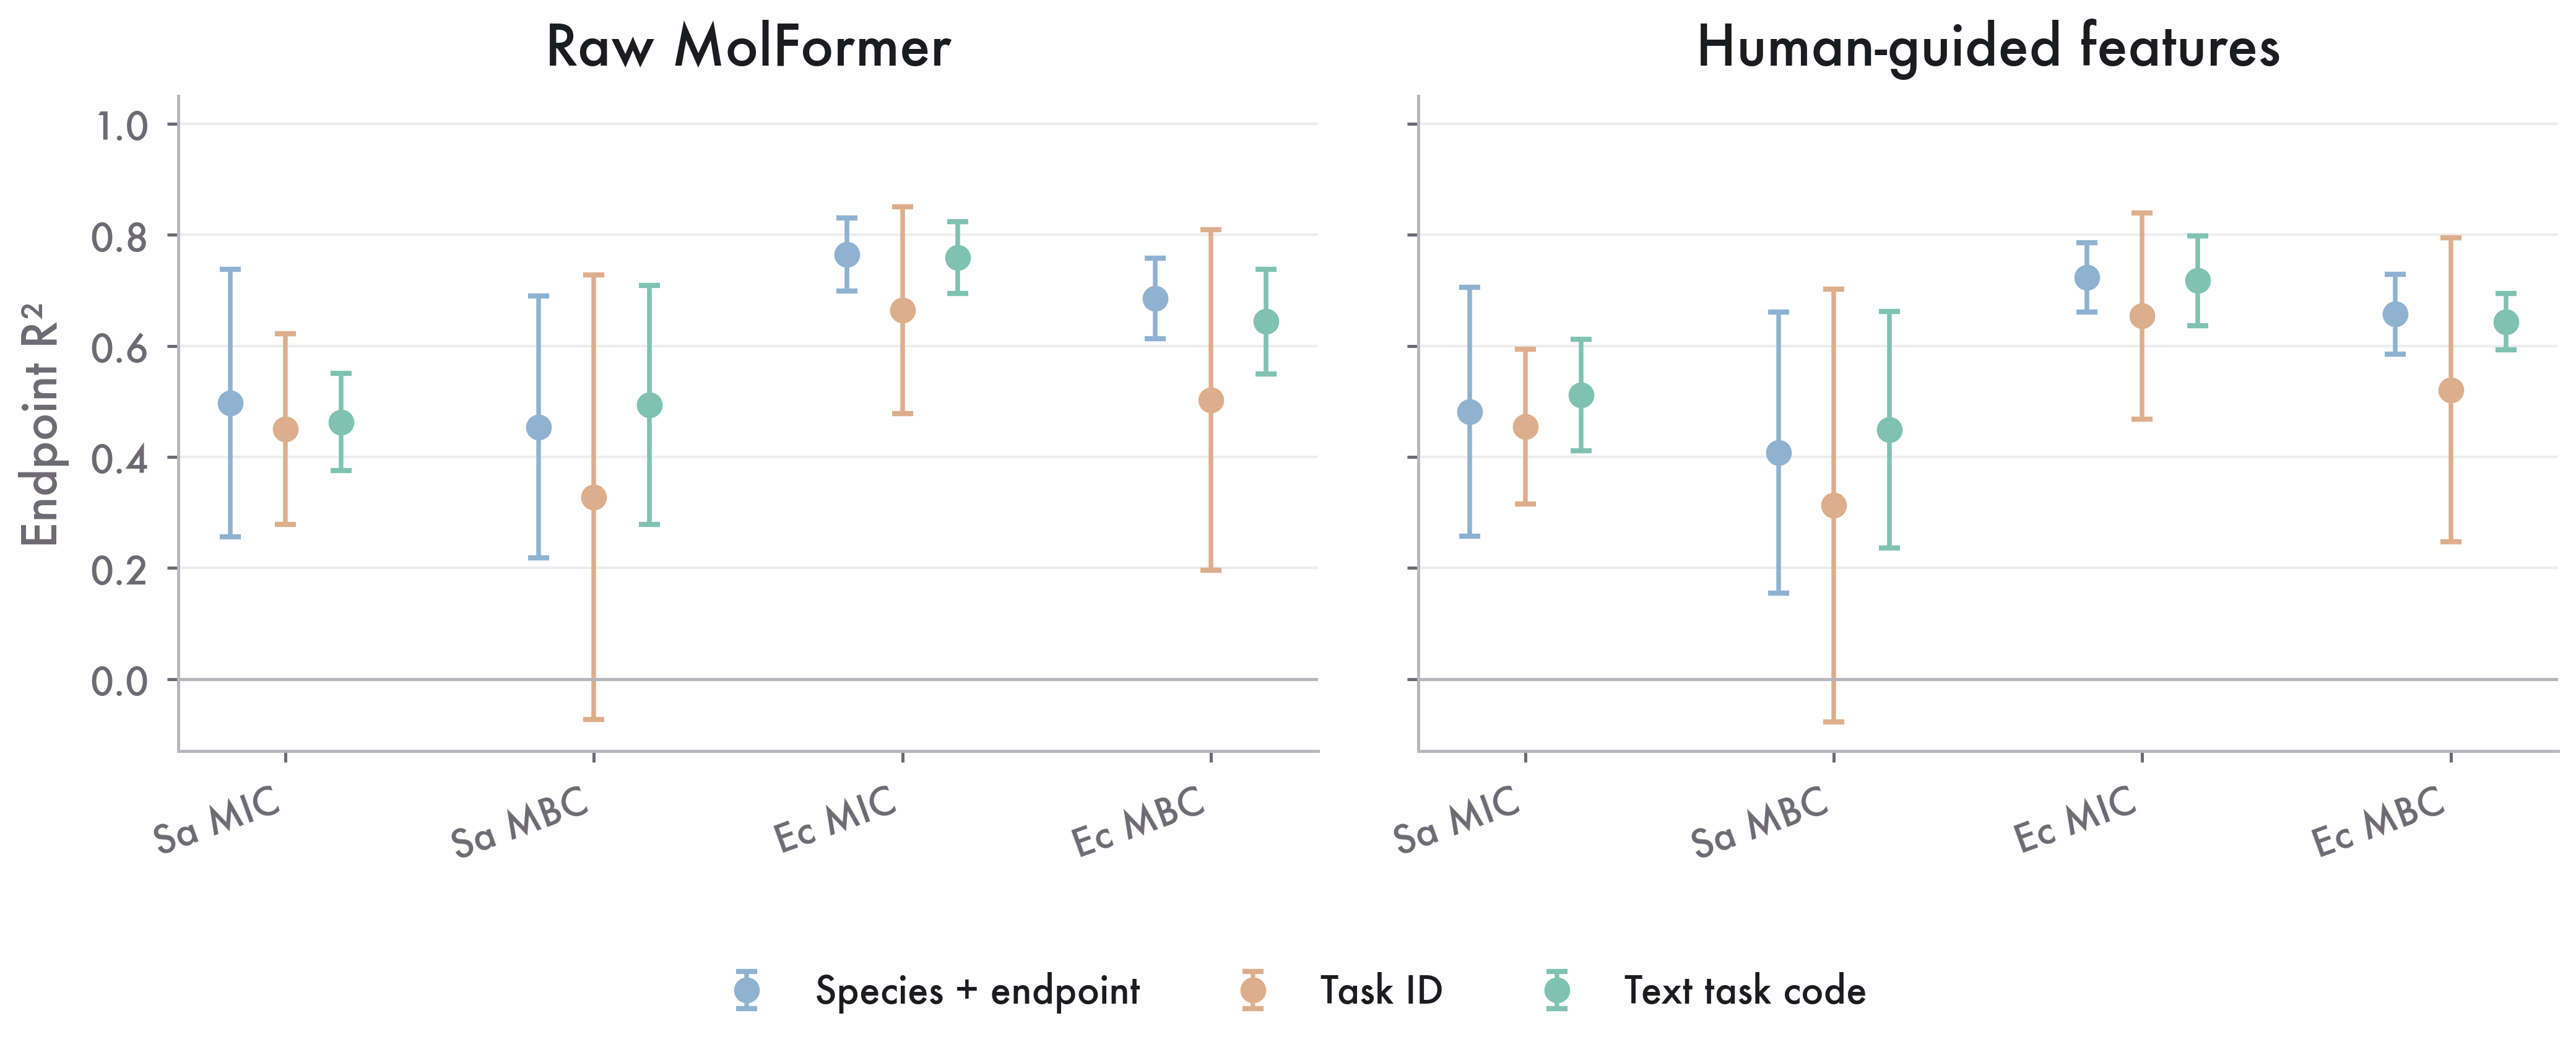 Raw MolFormer
Human-guided features
Endpoint R²
1.0
0.8
0.6
0.4
0.2
0.0
Sa MIC
Sa MBC
Ec MIC
Ec MBC
Sa MIC
Sa MBC
Ec MIC
Ec MBC
Species + endpoint
Task ID
Text task code